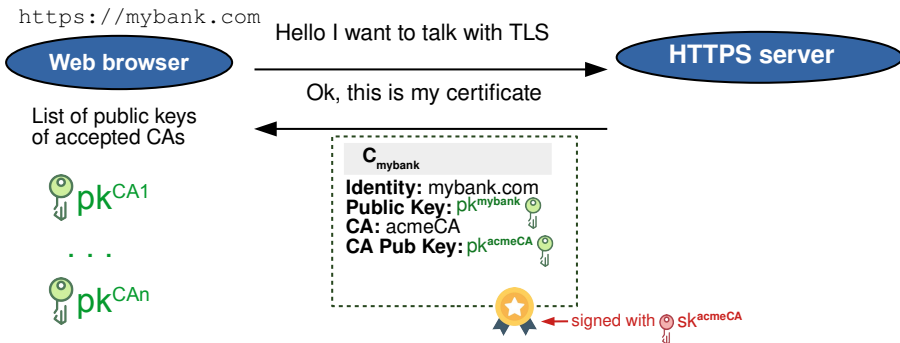 https://mybank.com
Hello I want to talk with TLS
Web browser
HTTPS server
Ok, this is my certificate
List of public keys
of accepted CAs
C_mybank
Identity: mybank.com
Public Key: pk^mybank
CA: acmeCA
CA Pub Key: pk^acmeCA
pk^CA1
. . .
pk^CAn
signed with sk^acmeCA